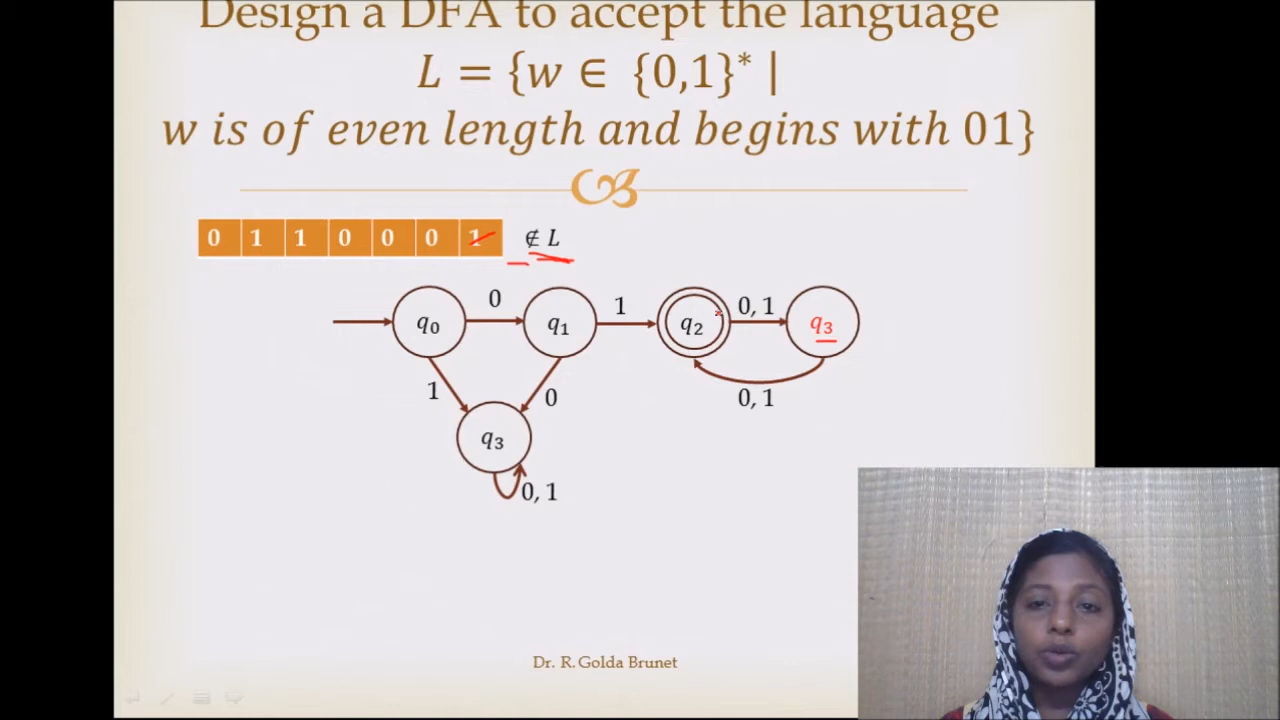 Design a DFA to accept the language
L = {w ∈ {0,1}* |
w is of even length and begins with 01}
0 1 1 0 0 0 1 ∉ L
0 1 0, 1
q₀ q₁ q₂ q₃
1 0 0, 1
q₃
0, 1
Dr. R. Golda Brunet